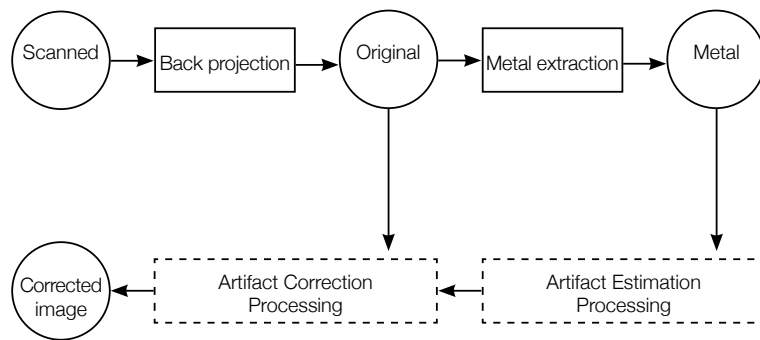 Scanned
Back projection
Original
Metal extraction
Metal
Corrected
image
Artifact Correction
Processing
Artifact Estimation
Processing